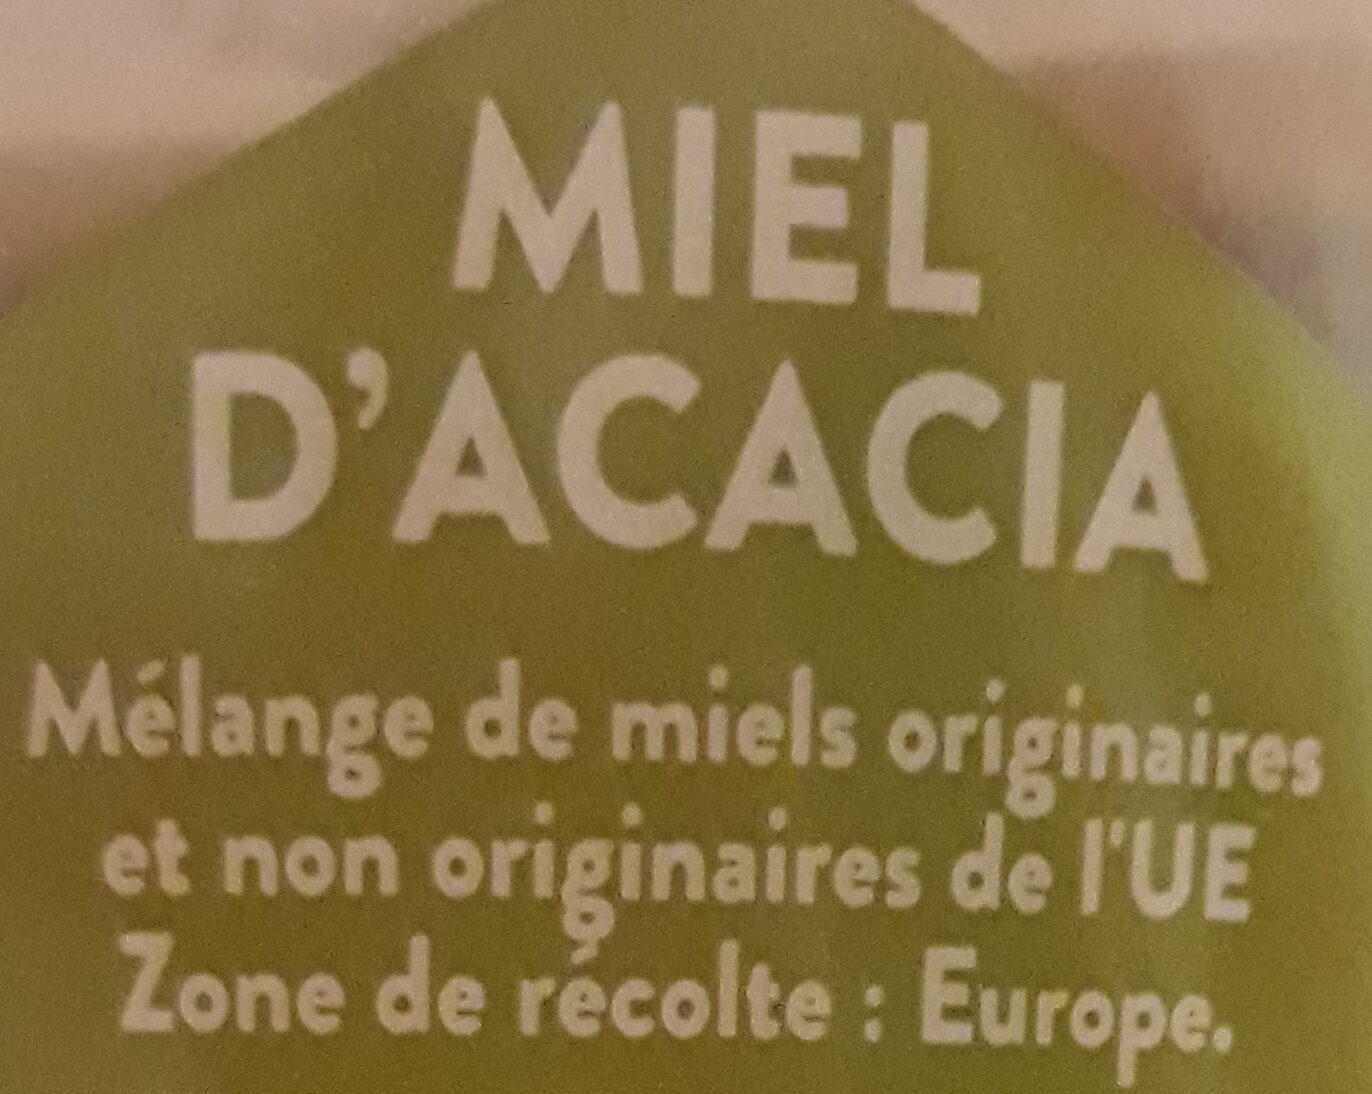 MIEL
D'ACACIA
Mélange de miels originaires
et non originaires de l'UE
Zone de récolte : Europe.